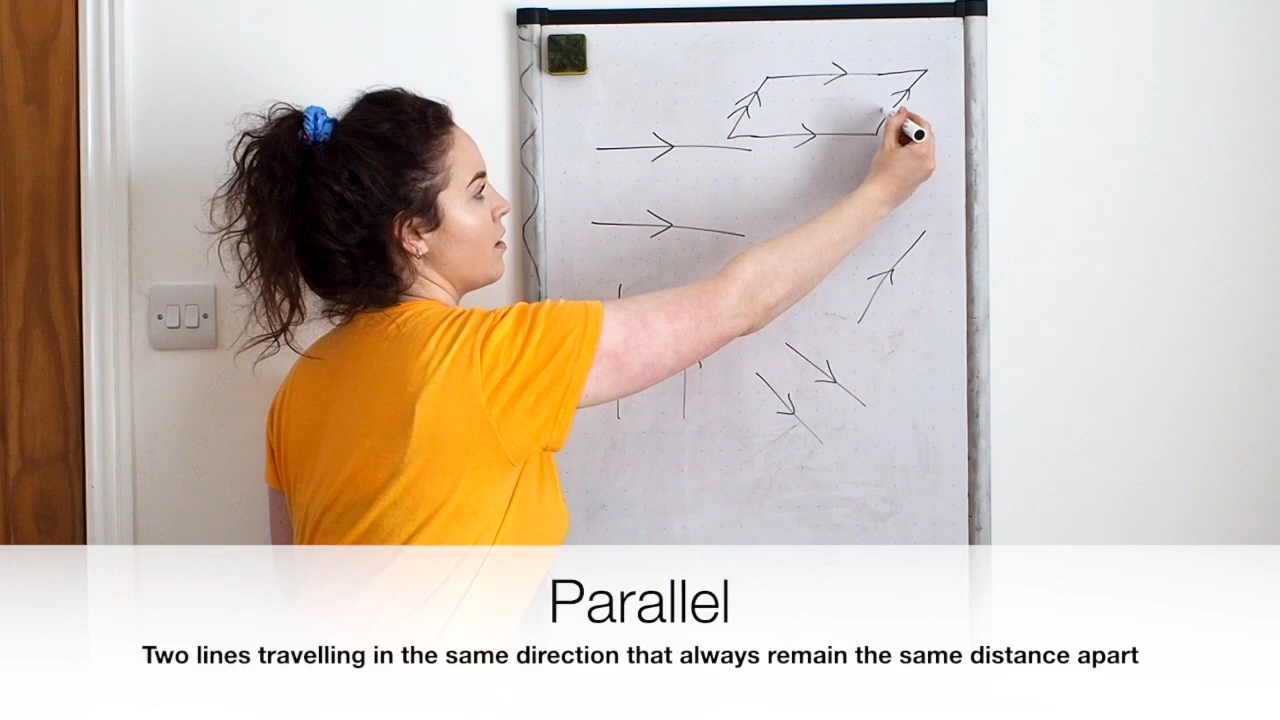 Parallel
Two lines travelling in the same direction that always remain the same distance apart